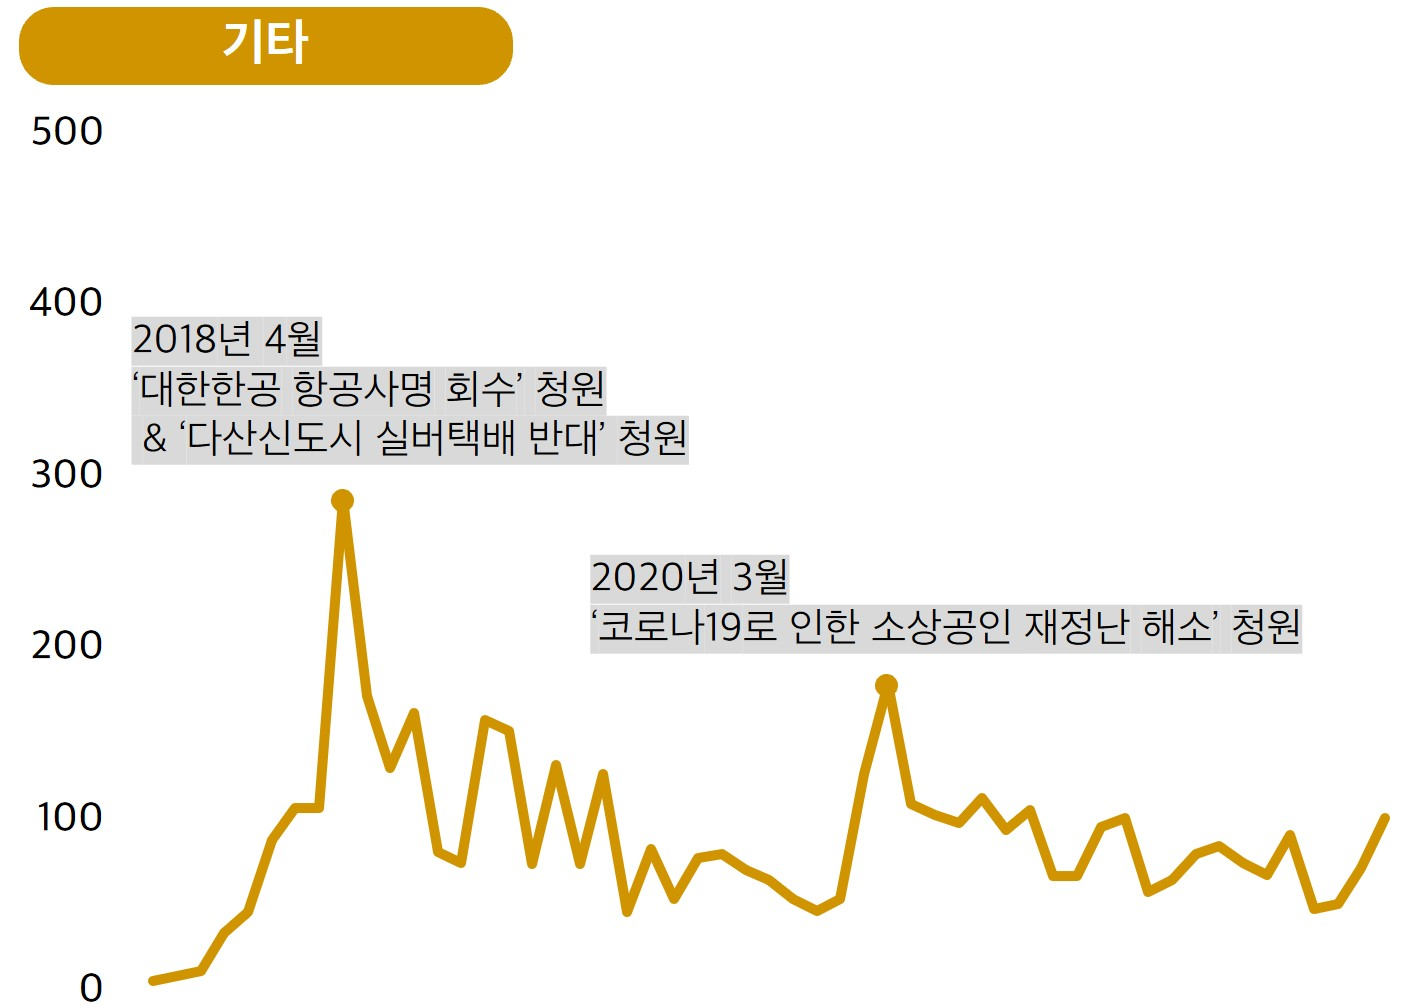 기타
500
400
2018년 4월
‘대한한공 항공사명 회수’ 청원
& ‘다산신도시 실버택배 반대’ 청원
300
2020년 3월
‘코로나19로 인한 소상공인 재정난 해소’ 청원
200
100
0